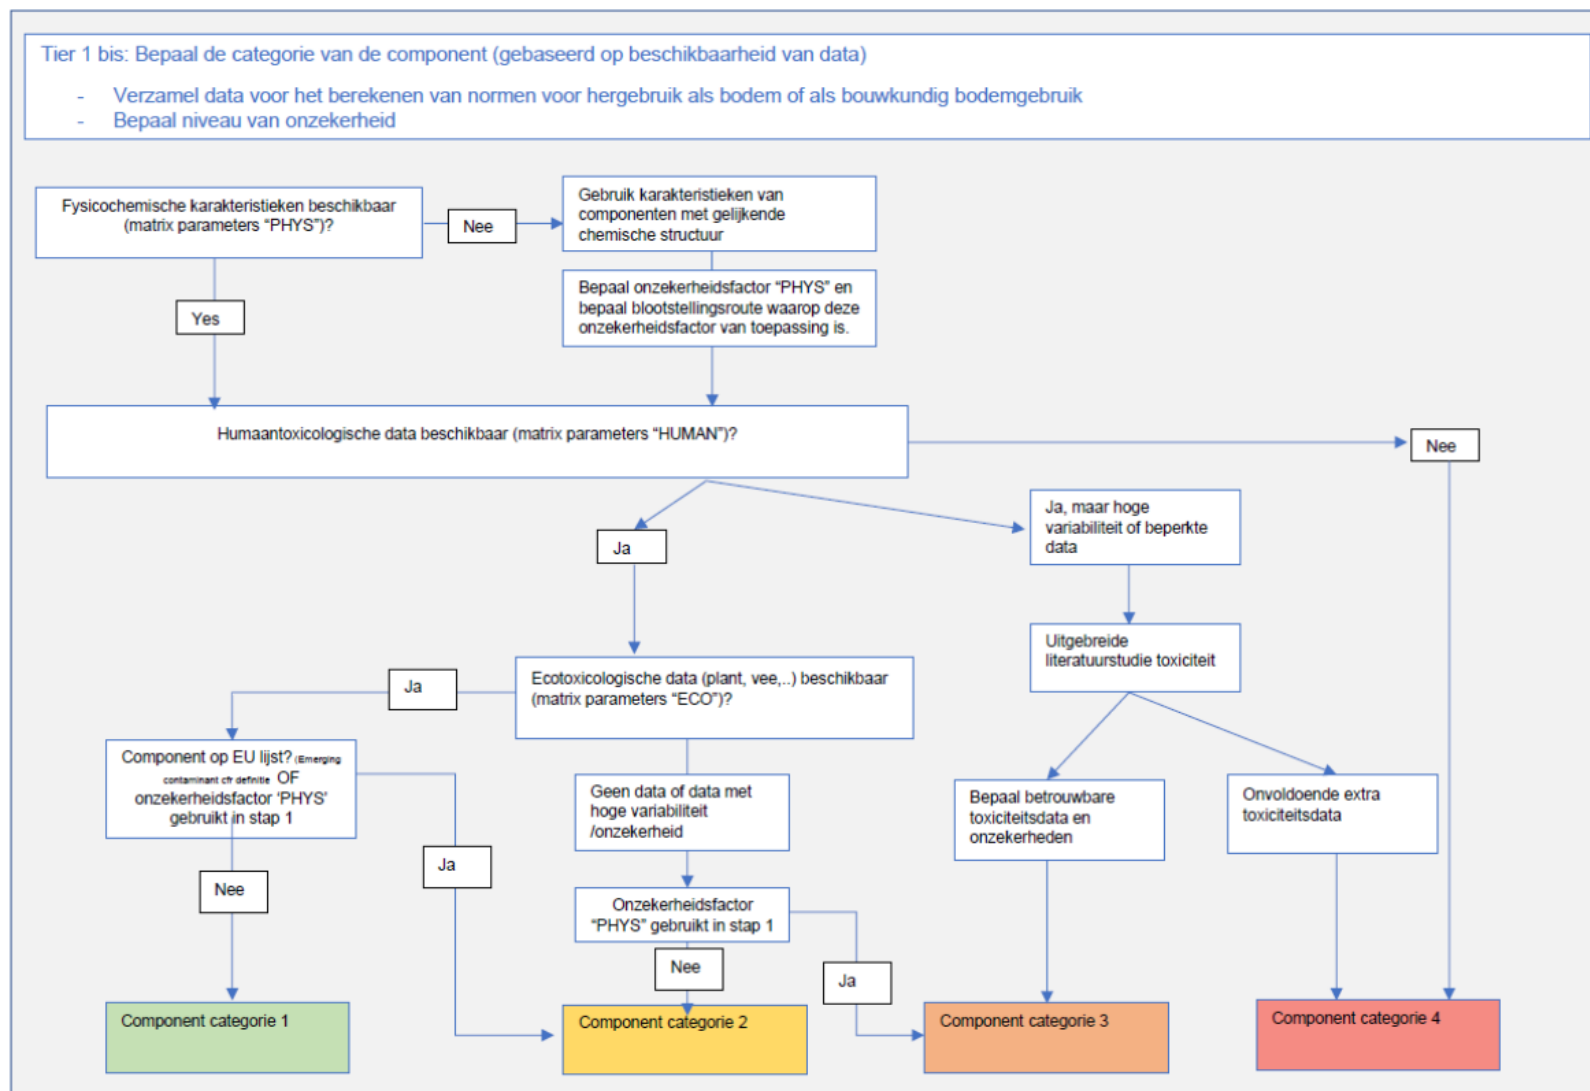 Tier 1 bis: Bepaal de categorie van de component (gebaseerd op beschikbaarheid van data)
- Verzamel data voor het berekenen van normen voor hergebruik als bodem of als bouwkundig bodemgebruik
- Bepaal niveau van onzekerheid
Fysicochemische karakteristieken beschikbaar
(matrix parameters “PHYS”)?
Nee
Gebruik karakteristieken van
componenten met gelijkende
chemische structuur
Bepaal onzekerheidsfactor “PHYS” en
bepaal blootstellingsroute waarop deze
onzekerheidsfactor van toepassing is.
Yes
Humaantoxicologische data beschikbaar (matrix parameters “HUMAN”)?
Nee
Ja
Ja, maar hoge
variabiliteit of beperkte
data
Uitgebreide
literatuurstudie toxiciteit
Ecotoxicologische data (plant, vee,..) beschikbaar
(matrix parameters “ECO”)?
Ja
Component op EU lijst? (Emerging
contaminant cfr definitie OF
onzekerheidsfactor ‘PHYS’
gebruikt in stap 1
Geen data of data met
hoge variabiliteit
/onzekerheid
Bepaal betrouwbare
toxiciteitsdata en
onzekerheden
Onvoldoende extra
toxiciteitsdata
Nee
Ja
Onzekerheidsfactor
“PHYS” gebruikt in stap 1
Nee
Ja
Component categorie 1
Component categorie 2
Component categorie 3
Component categorie 4